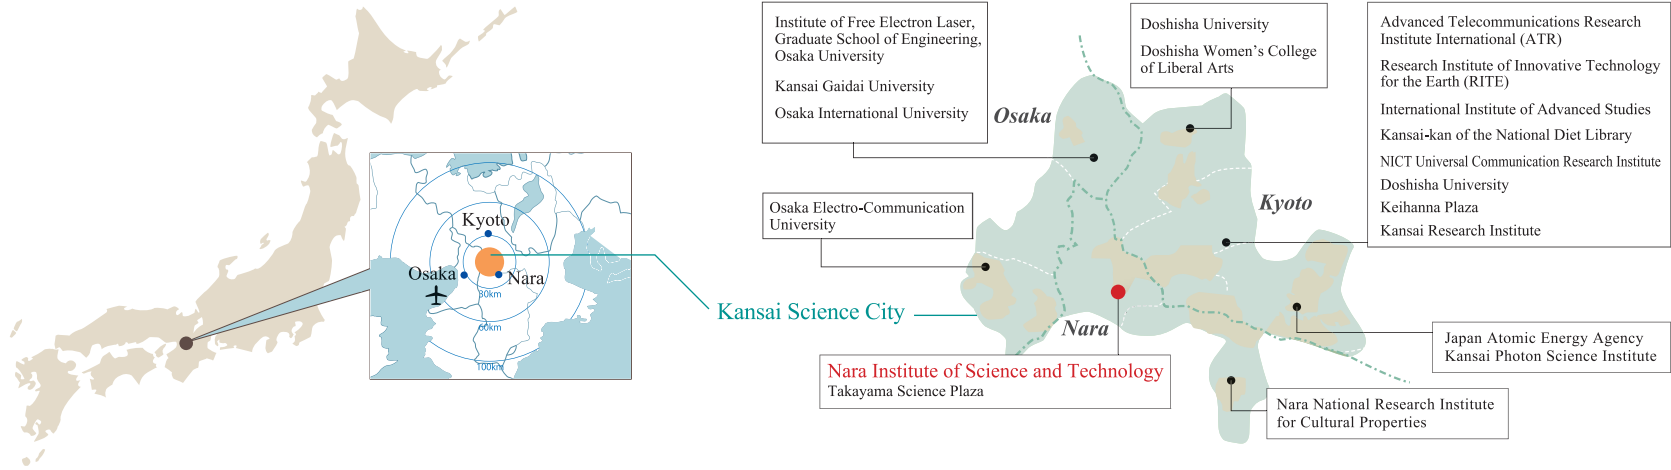 Kyoto
Osaka
Nara
30km
60km
100km
Kansai Science City
Institute of Free Electron Laser,
Graduate School of Engineering,
Osaka University
Kansai Gaidai University
Osaka International University
Osaka
Doshisha University
Doshisha Women's College
of Liberal Arts
Advanced Telecommunications Research
Institute International (ATR)
Research Institute of Innovative Technology
for the Earth (RITE)
International Institute of Advanced Studies
Kansai-kan of the National Diet Library
NICT Universal Communication Research Institute
Doshisha University
Keihanna Plaza
Kansai Research Institute
Osaka Electro-Communication
University
Kyoto
Nara
Nara Institute of Science and Technology
Takayama Science Plaza
Japan Atomic Energy Agency
Kansai Photon Science Institute
Nara National Research Institute
for Cultural Properties